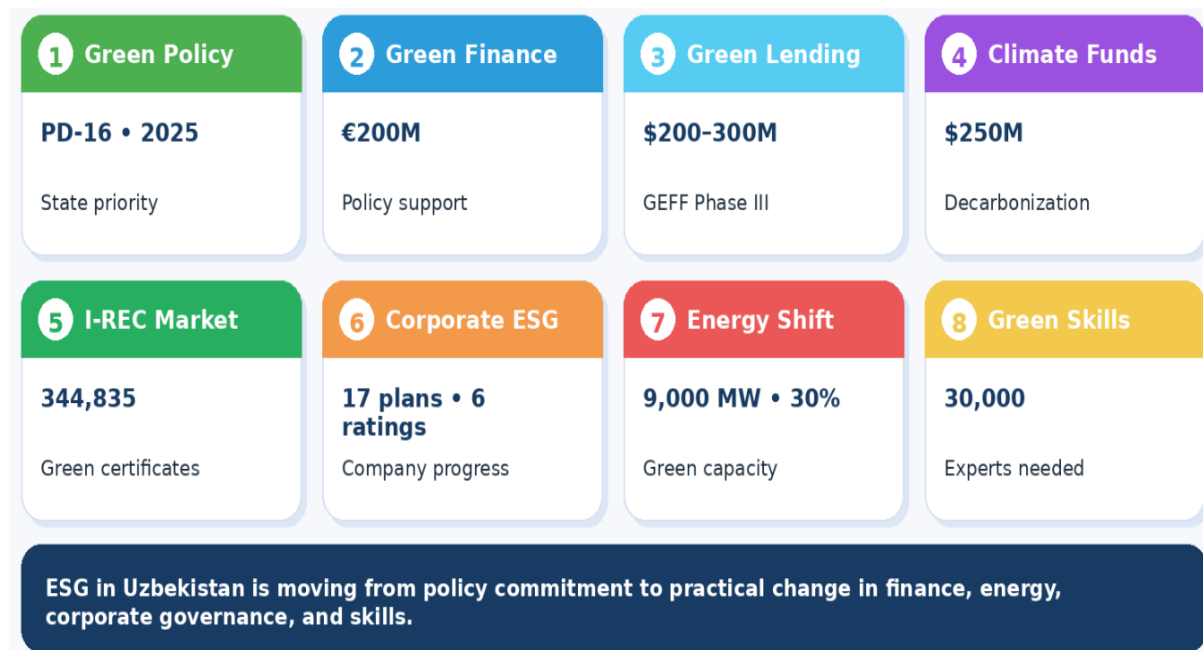 1 Green Policy
PD-16 • 2025
State priority
2 Green Finance
€200M
Policy support
3 Green Lending
$200–300M
GEFF Phase III
4 Climate Funds
$250M
Decarbonization
5 I-REC Market
344,835
Green certificates
6 Corporate ESG
17 plans • 6
ratings
Company progress
7 Energy Shift
9,000 MW • 30%
Green capacity
8 Green Skills
30,000
Experts needed
ESG in Uzbekistan is moving from policy commitment to practical change in finance, energy,
corporate governance, and skills.